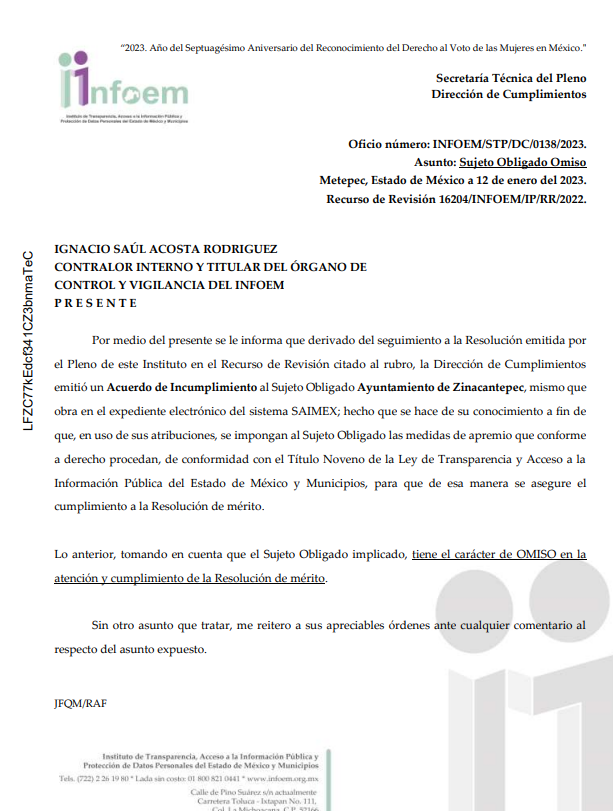 “2023. Año del Septuagésimo Aniversario del Reconocimiento del Derecho al Voto de las Mujeres en México.”
infoem
Instituto de Transparencia, Acceso a la Información Pública y
Protección de Datos Personales del Estado de México y Municipios
Secretaría Técnica del Pleno
Dirección de Cumplimientos
Oficio número: INFOEM/STP/DC/0138/2023.
Asunto: Sujeto Obligado Omiso
Metepec, Estado de México a 12 de enero del 2023.
Recurso de Revisión 16204/INFOEM/IP/RR/2022.
LFZC77kEdcf341CZ3bnmaTeC
IGNACIO SAÚL ACOSTA RODRIGUEZ
CONTRALOR INTERNO Y TITULAR DEL ÓRGANO DE
CONTROL Y VIGILANCIA DEL INFOEM
P R E S E N T E
Por medio del presente se le informa que derivado del seguimiento a la Resolución emitida por
el Pleno de este Instituto en el Recurso de Revisión citado al rubro, la Dirección de Cumplimientos
emitió un Acuerdo de Incumplimiento al Sujeto Obligado Ayuntamiento de Zinacantepec, mismo que
obra en el expediente electrónico del sistema SAIMEX; hecho que se hace de su conocimiento a fin de
que, en uso de sus atribuciones, se impongan al Sujeto Obligado las medidas de apremio que conforme
a derecho procedan, de conformidad con el Título Noveno de la Ley de Transparencia y Acceso a la
Información Pública del Estado de México y Municipios, para que de esa manera se asegure el
cumplimiento a la Resolución de mérito.
Lo anterior, tomando en cuenta que el Sujeto Obligado implicado, tiene el carácter de OMISO en la
atención y cumplimiento de la Resolución de mérito.
Sin otro asunto que tratar, me reitero a sus apreciables órdenes ante cualquier comentario al
respecto del asunto expuesto.
JFQM/RAF
Instituto de Transparencia, Acceso a la Información Pública y
Protección de Datos Personales del Estado de México y Municipios
Tels. (722) 2 26 19 80 * Lada sin costo: 01 800 821 0441 * www.infoem.org.mx
Calle de Pino Suárez s/n actualmente
Carretera Toluca - Ixtapan No. 111,
Col. La Michoacana, C.P. 52166